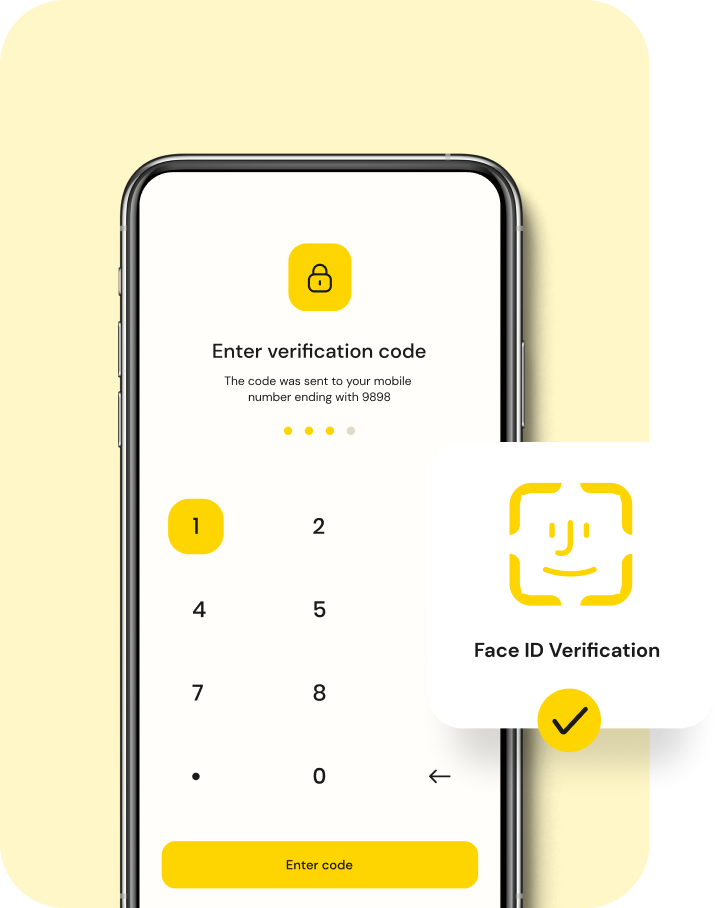 Enter verification code
The code was sent to your mobile
number ending with 9898
1 2
4 5
Face ID Verification
7 8
• 0
Enter code